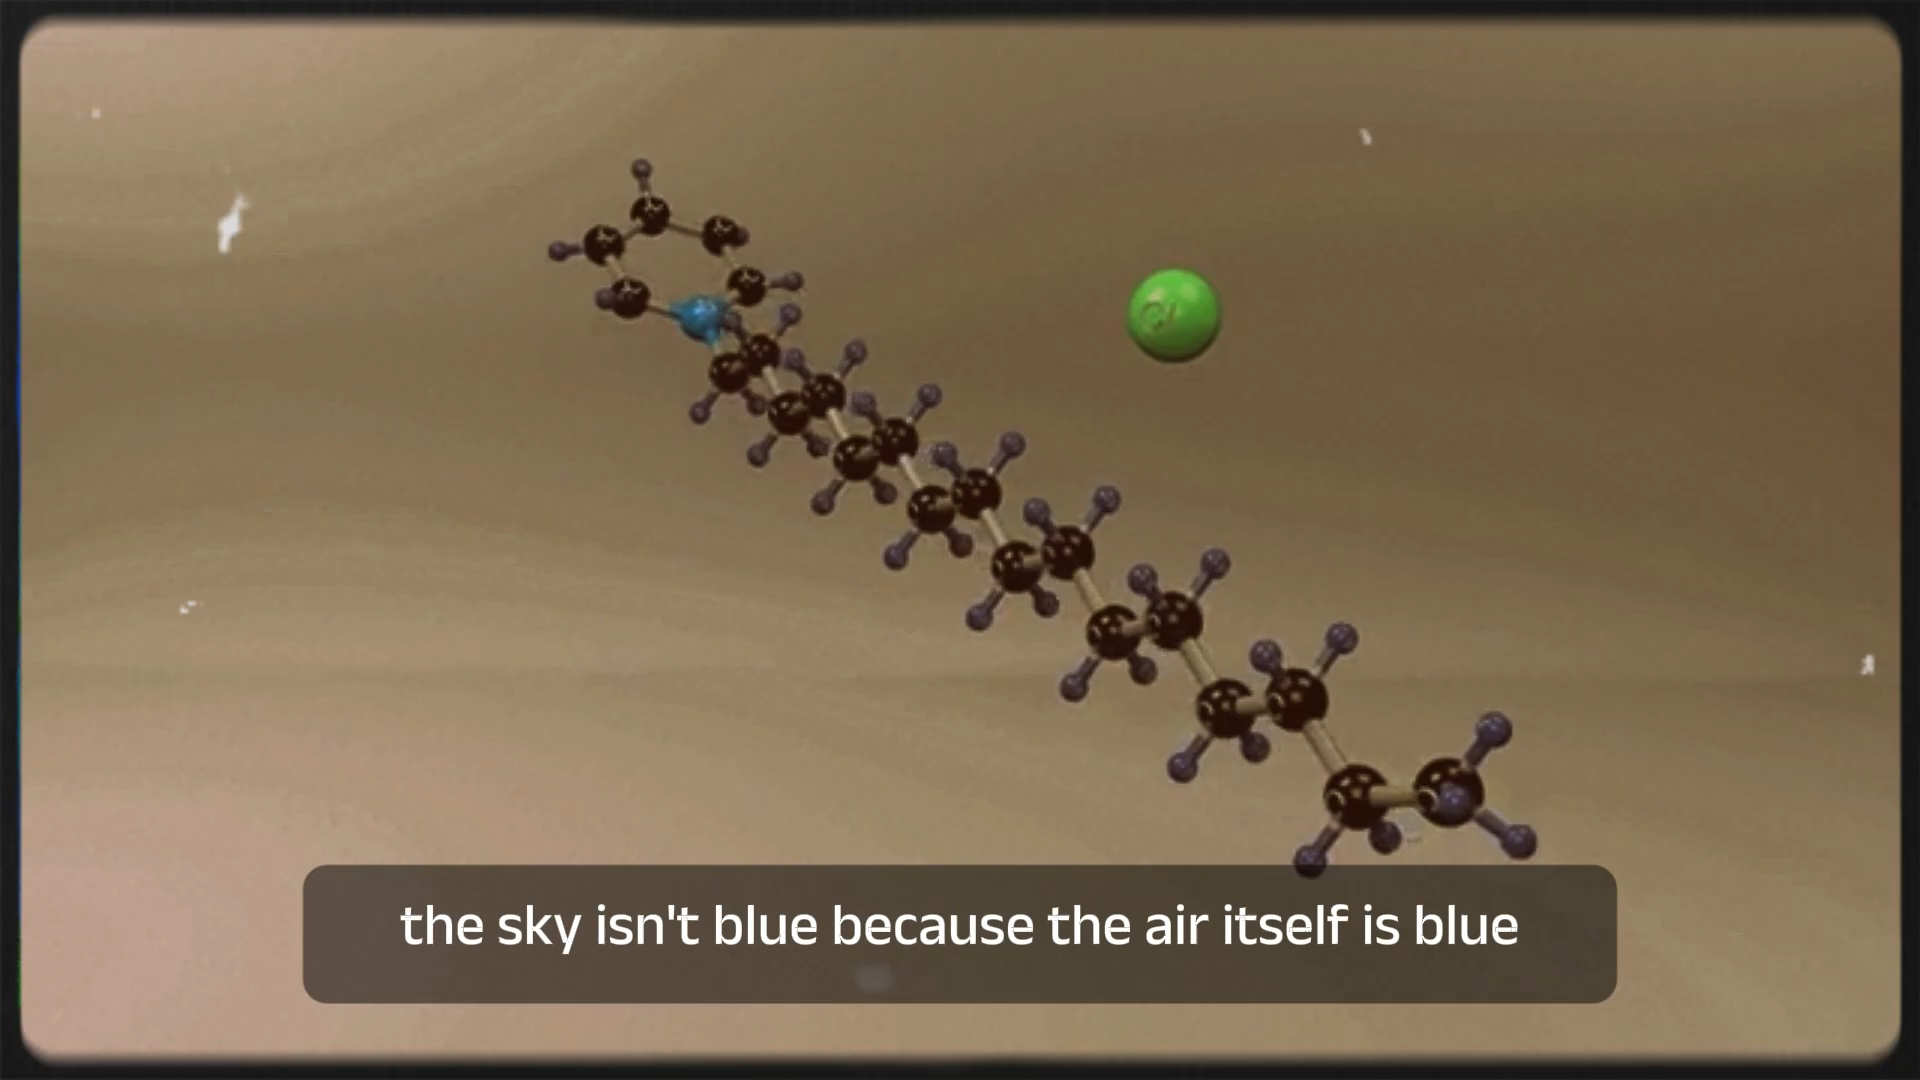 the sky isn't blue because the air itself is blue